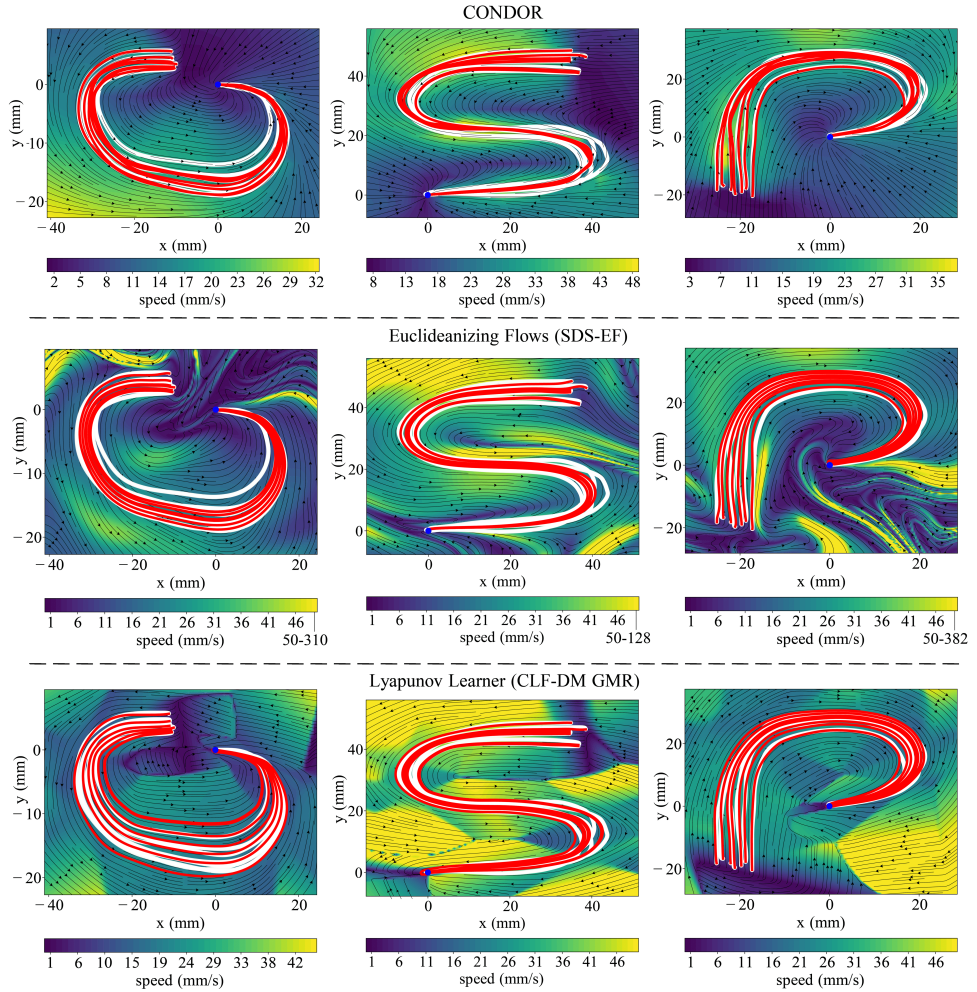 CONDOR
y (mm)
0
−10
−20
−40 −20 0 20
x (mm)
2 5 8 11 14 17 20 23 26 29 32
speed (mm/s)
y (mm)
40
20
0
0 20 40
x (mm)
8 13 18 23 28 33 38 43 48
speed (mm/s)
y (mm)
20
0
−20
−20 0 20
x (mm)
3 7 11 15 19 23 27 31 35
speed (mm/s)
Euclideanizing Flows (SDS-EF)
y (mm)
0
−10
−20
−40 −20 0 20
x (mm)
1 6 11 16 21 26 31 36 41 46
speed (mm/s)
50-310
y (mm)
40
20
0
0 20 40
x (mm)
1 6 11 16 21 26 31 36 41 46
speed (mm/s)
50-128
y (mm)
20
0
−20
−20 0 20
x (mm)
1 6 11 16 21 26 31 36 41 46
speed (mm/s)
50-382
Lyapunov Learner (CLF-DM GMR)
y (mm)
0
−10
−20
−40 −20 0 20
x (mm)
1 5 10 14 19 24 29 33 38 42
speed (mm/s)
y (mm)
40
20
0
0 20 40
x (mm)
1 6 11 16 21 26 31 36 41 46
speed (mm/s)
y (mm)
20
0
−20
−20 0 20
x (mm)
1 6 11 16 21 26 31 36 41 46
speed (mm/s)